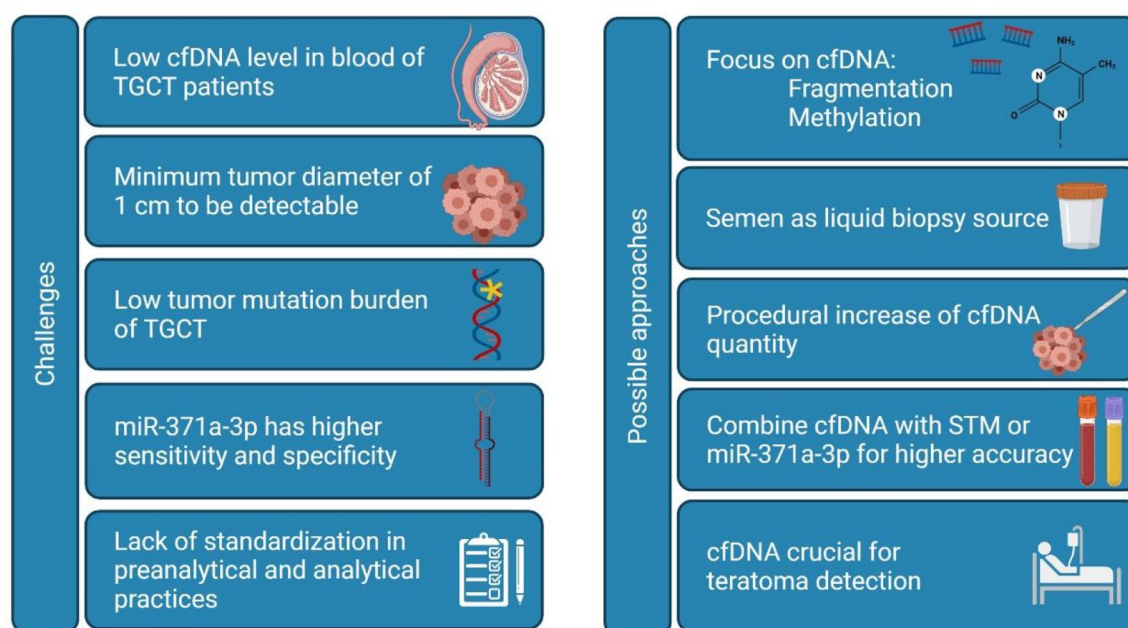 Challenges
Low cfDNA level in blood of
TGCT patients
Minimum tumor diameter of
1 cm to be detectable
Low tumor mutation burden
of TGCT
miR-371a-3p has higher
sensitivity and specificity
Lack of standardization in
preanalytical and analytical
practices
Possible approaches
Focus on cfDNA:
Fragmentation
Methylation
NH₂
CH₃
N
O
N
Semen as liquid biopsy source
Procedural increase of cfDNA
quantity
Combine cfDNA with STM or
miR-371a-3p for higher accuracy
cfDNA crucial for
teratoma detection